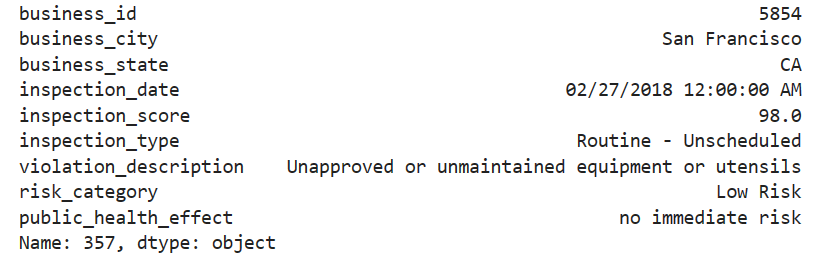 business_id 5854
business_city San Francisco
business_state CA
inspection_date 02/27/2018 12:00:00 AM
inspection_score 98.0
inspection_type Routine - Unscheduled
violation_description Unapproved or unmaintained equipment or utensils
risk_category Low Risk
public_health_effect no immediate risk
Name: 357, dtype: object